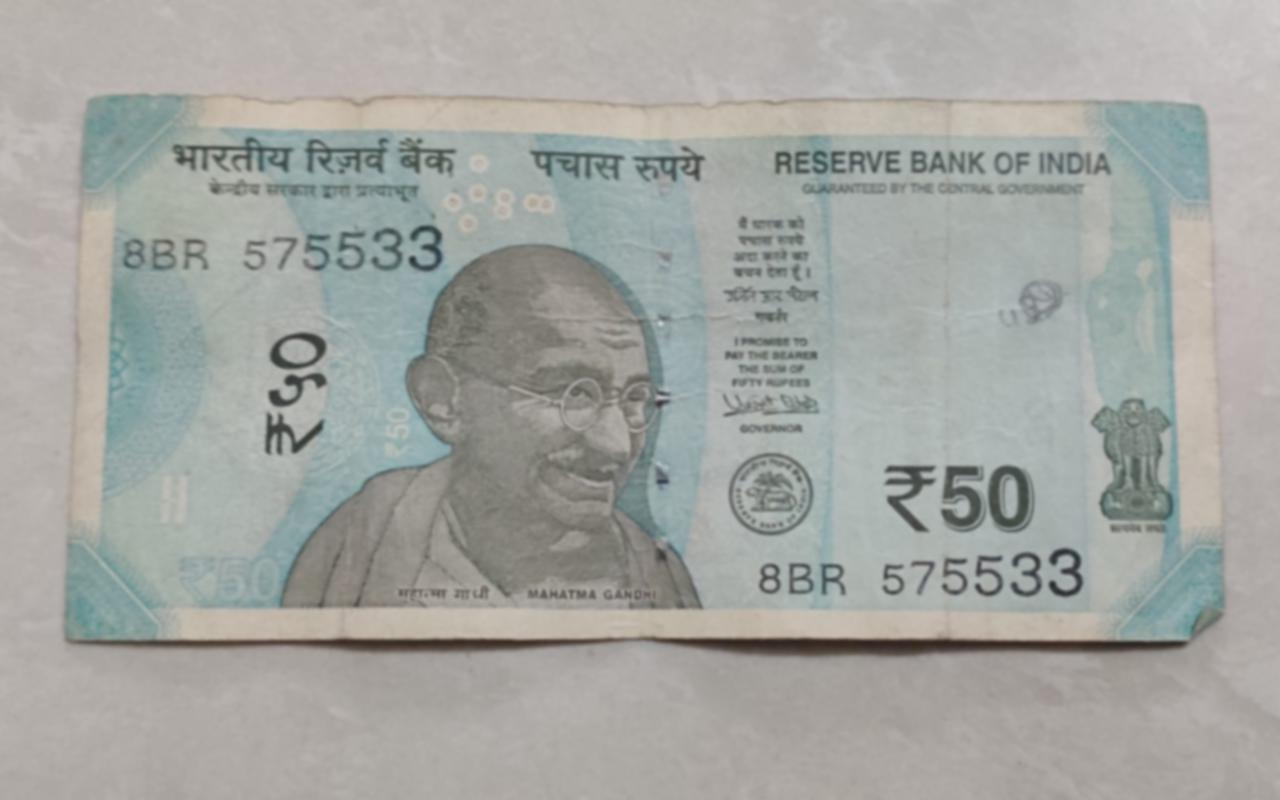 भारतीय रिज़र्व बैंक
केन्द्रीय सरकार द्वारा प्रत्याभूत
पचास रुपये
RESERVE BANK OF INDIA
GUARANTEED BY THE CENTRAL GOVERNMENT
8BR 575533
मैं धारक को
पचास रुपये
अदा करने का
वचन देता हूँ।
गवर्नर
I PROMISE TO
PAY THE BEARER
THE SUM OF
FIFTY RUPEES
GOVERNOR
₹५०
₹50
₹50
₹50
सत्यमेव जयते
8BR 575533
महात्मा गांधी MAHATMA GANDHI